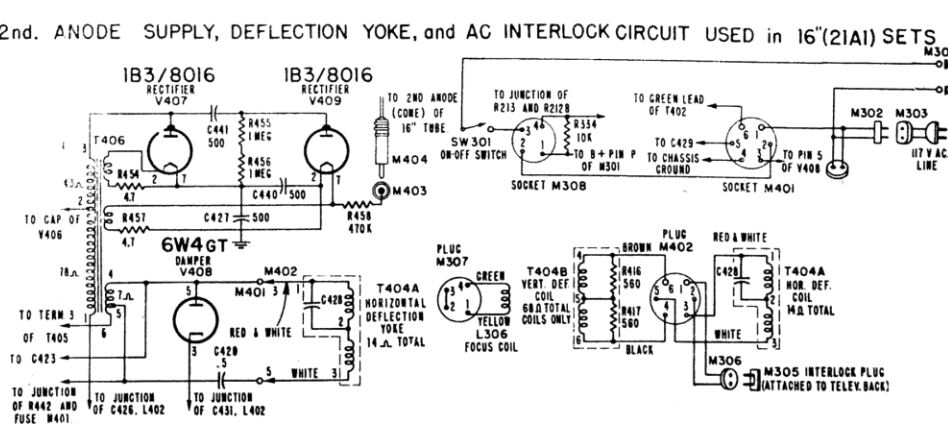 2nd. ANODE SUPPLY, DEFLECTION YOKE, and AC INTERLOCK CIRCUIT USED in 16"(21A1) SETS
1B3/8016
RECTIFIER
V407
1B3/8016
RECTIFIER
V409
C441
500
R455
1 MEG
R456
1 MEG
T406
R454
4.7
C440
500
R457
4.7
C427
500
TO CAP OF
V406
TO 2ND ANODE
(CONE) OF
16" TUBE.
M404
M403
R458
470K
SW301
ON-OFF SWITCH
TO JUNCTION OF
R213 AND R212B
R334
10K
TO B+ PIN P
OF M301
SOCKET M308
TO GREEN LEAD
OF T402
TO C429
TO CHASSIS
GROUND
TO PIN 5
OF V408
SOCKET M401
M302
M303
117 V AC.
LINE
6W4GT
DAMPER
V408
M402
M401
RED & WHITE
C428
T404A
HORIZONTAL
DEFLECTION
YOKE
14Ω TOTAL
WHITE
C420
.5
TO TERM 3
OF T405
TO C423
TO JUNCTION
OF R442 AND
FUSE M401
TO JUNCTION
OF C426, L402
TO JUNCTION
OF C431, L402
PLUG
M307
GREEN
YELLOW
L306
FOCUS COIL
T404B
VERT. DEF.
COIL
68Ω TOTAL
COILS ONLY
BROWN
R416
560
R417
560
BLACK
PLUG
M402
RED & WHITE
C428
T404A
HOR. DEF.
COIL
14Ω TOTAL
WHITE
M306
M305 INTERLOCK PLUG
(ATTACHED TO TELEV. BACK)